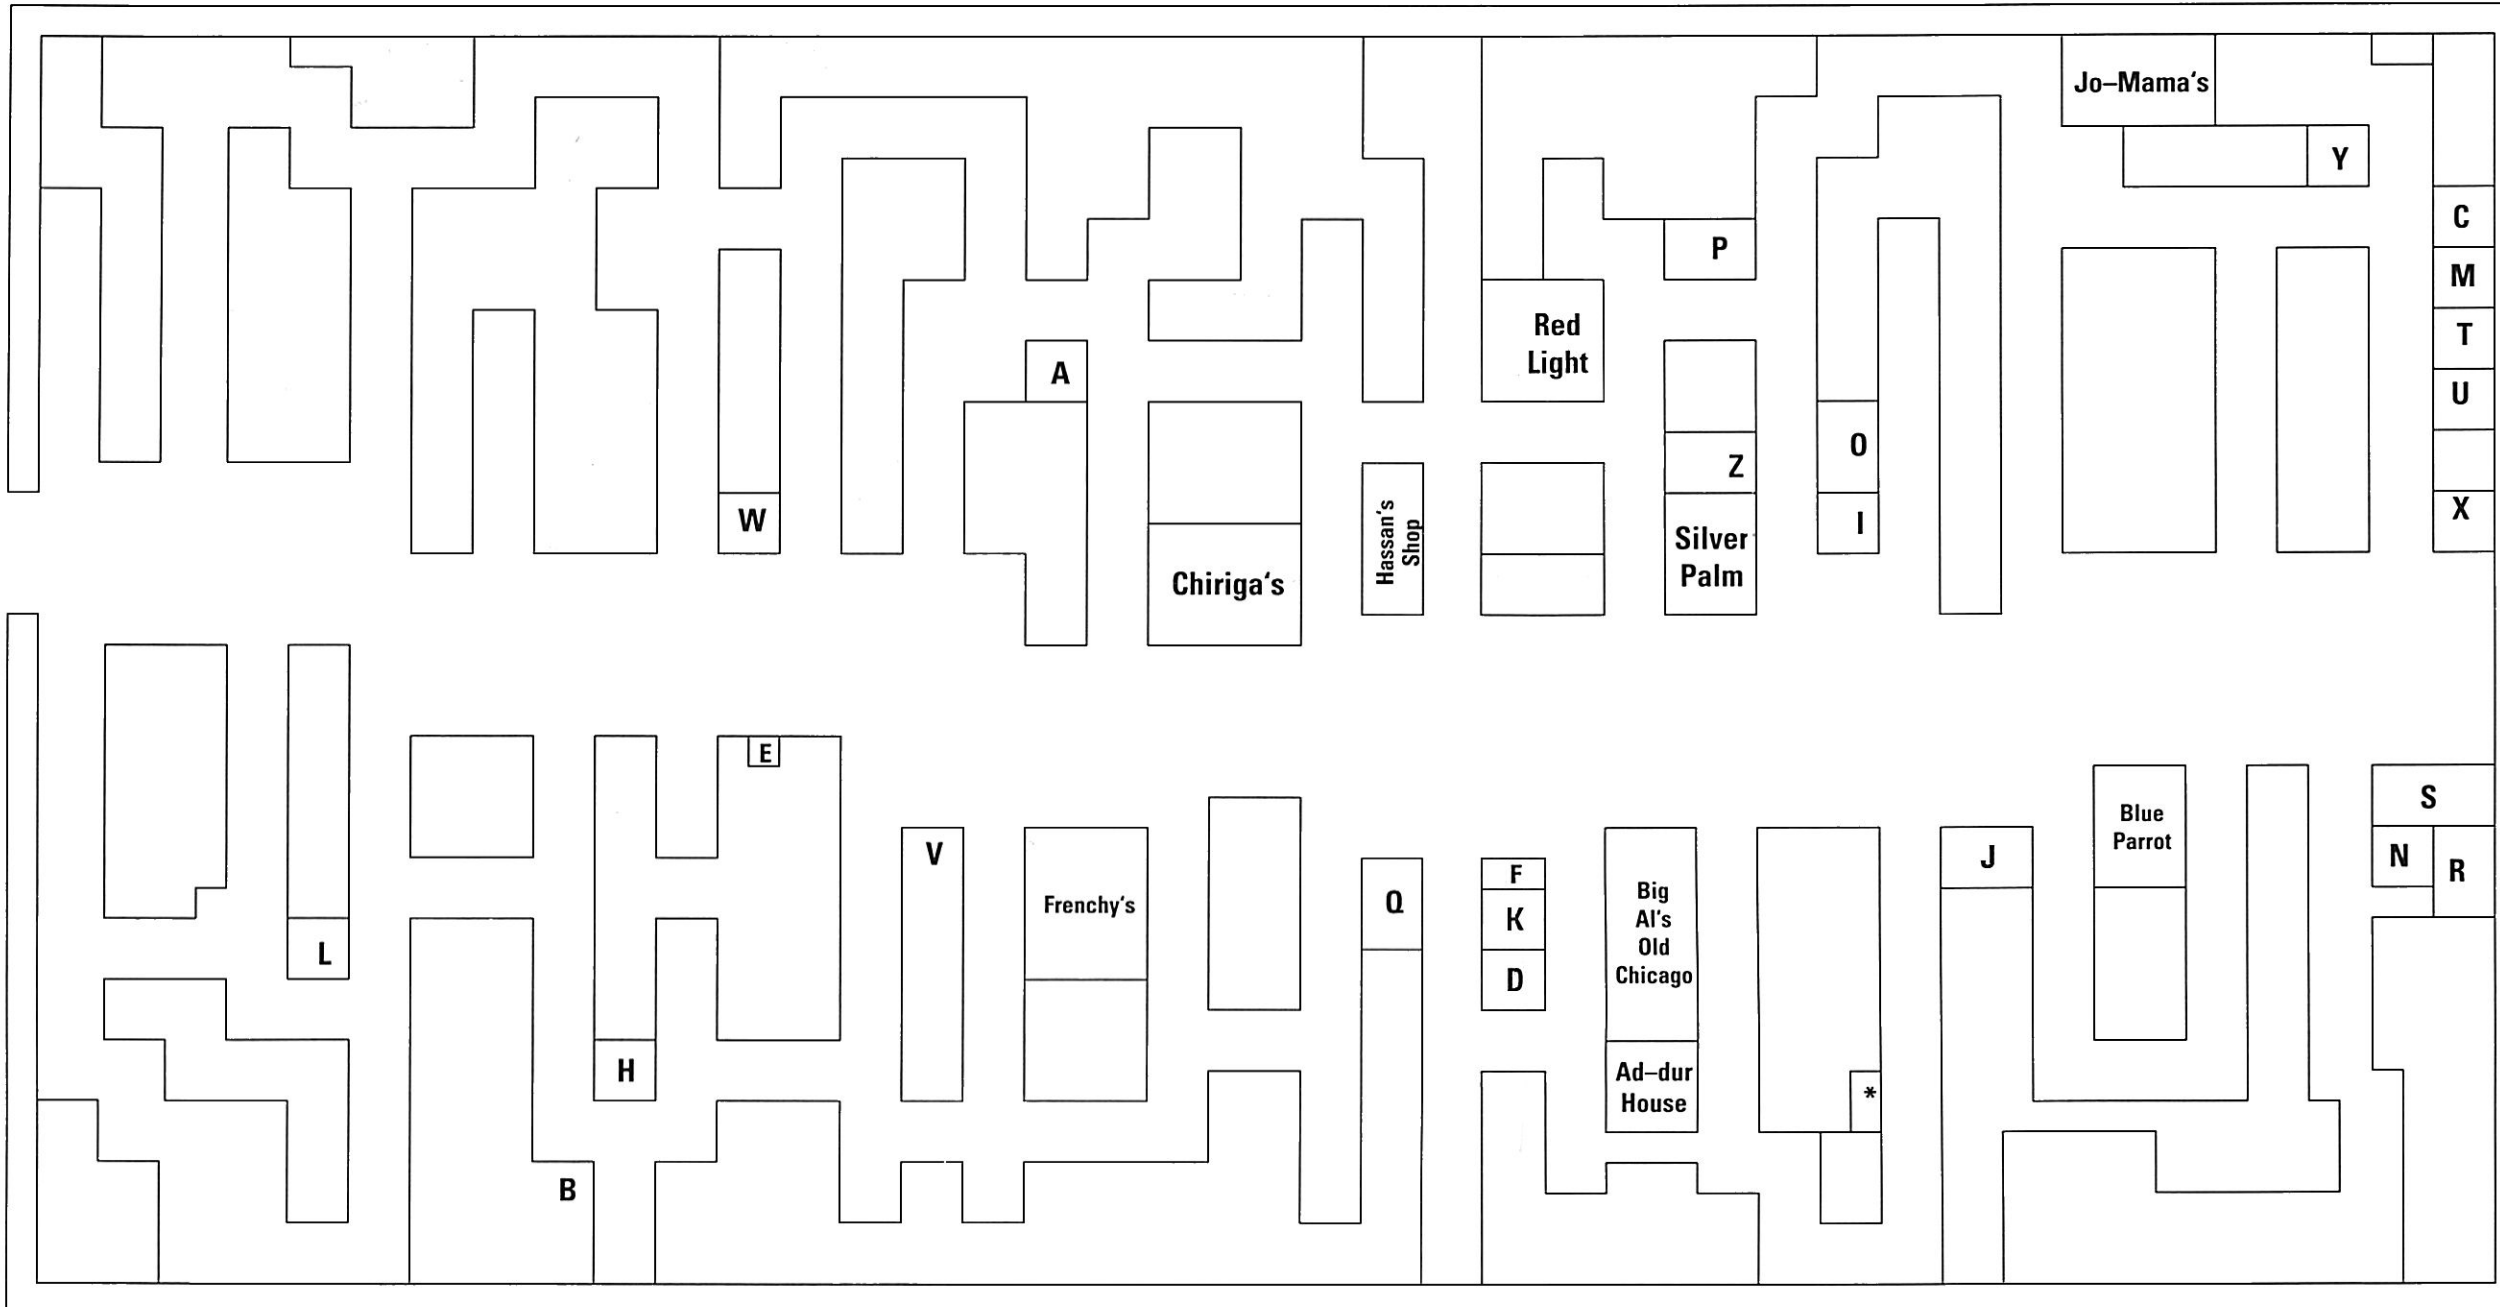 Jo–Mama‘s
Y
C
P
M
Red
Light
T
A
U
O
Z
W
I
X
Hassan‘s
Shop
Silver
Palm
Chiriga‘s
E
S
Blue
Parrot
V
J
N
R
F
Frenchy‘s
Q
K
Big
Al's
Old
Chicago
L
D
H
Ad–dur
House
*
B